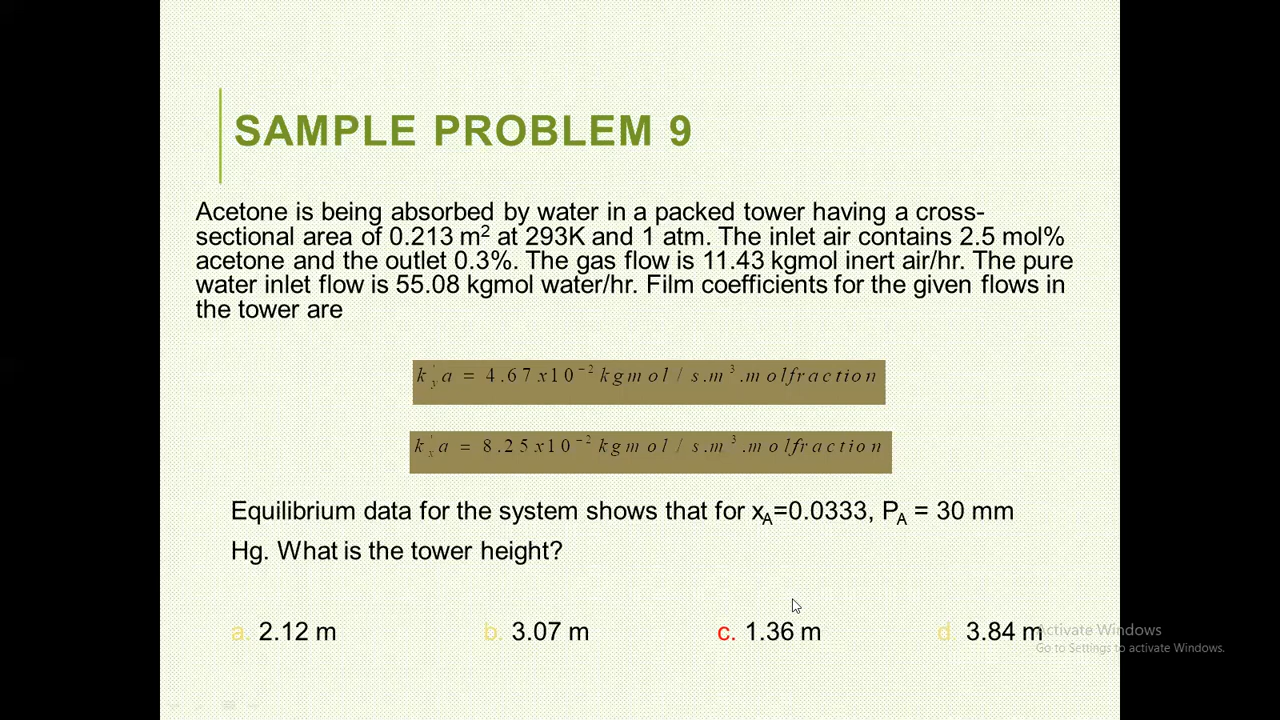 SAMPLE PROBLEM 9
Acetone is being absorbed by water in a packed tower having a cross-
sectional area of 0.213 m² at 293K and 1 atm. The inlet air contains 2.5 mol%
acetone and the outlet 0.3%. The gas flow is 11.43 kgmol inert air/hr. The pure
water inlet flow is 55.08 kgmol water/hr. Film coefficients for the given flows in
the tower are
k'ya = 4.67x10⁻² kgmol/s.m³.molfraction
k'xa = 8.25x10⁻² kgmol/s.m³.molfraction
Equilibrium data for the system shows that for xA=0.0333, PA = 30 mm
Hg. What is the tower height?
a. 2.12 m b. 3.07 m c. 1.36 m d. 3.84 m
Activate Windows
Go to Settings to activate Windows.